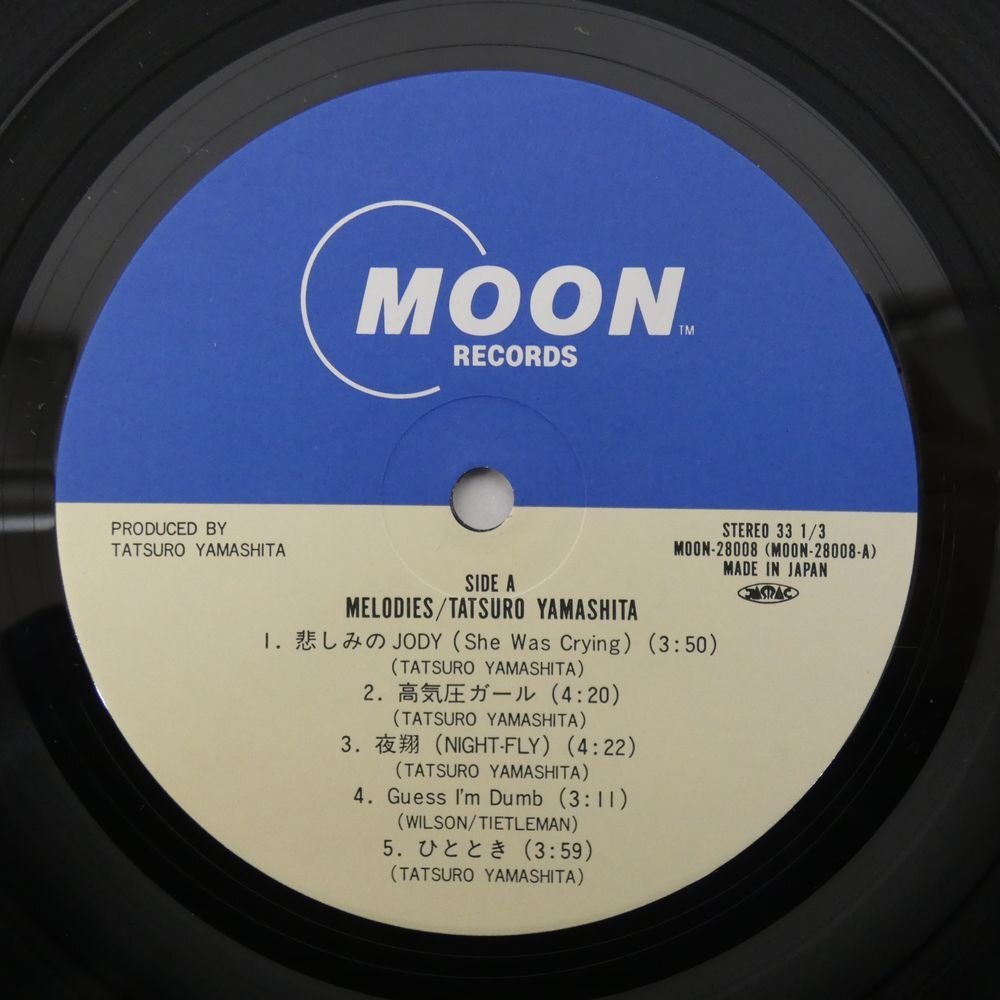 MOON™
RECORDS
PRODUCED BY
TATSURO YAMASHITA
STEREO 33 1/3
MOON-28008 (MOON-28008-A)
MADE IN JAPAN
JASRAC
SIDE A
MELODIES/TATSURO YAMASHITA
1. 悲しみのJODY (She Was Crying) (3:50)
(TATSURO YAMASHITA)
2. 高気圧ガール (4:20)
(TATSURO YAMASHITA)
3. 夜翔 (NIGHT-FLY) (4:22)
(TATSURO YAMASHITA)
4. Guess I'm Dumb (3:11)
(WILSON/TIETLEMAN)
5. ひととき (3:59)
(TATSURO YAMASHITA)